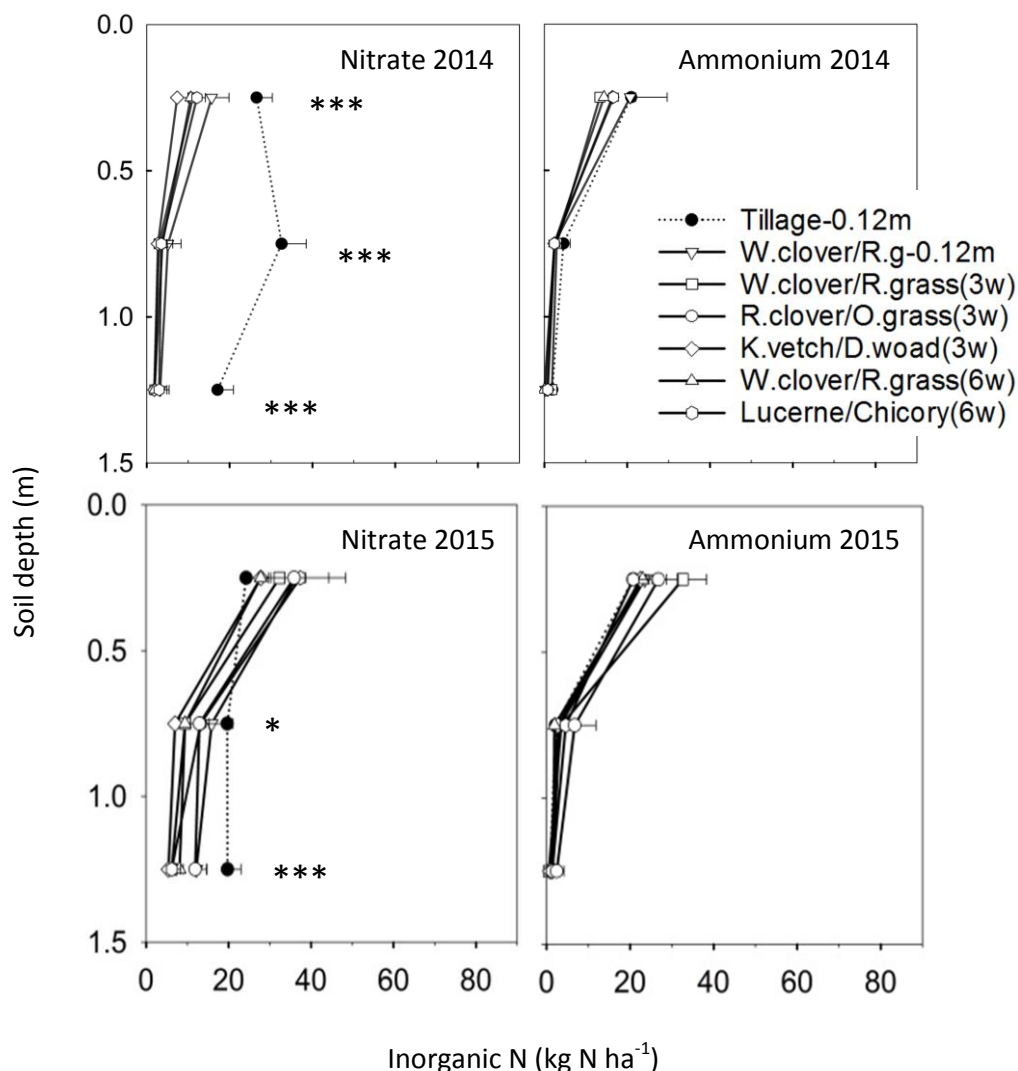 0.0
Nitrate 2014
Ammonium 2014
***
0.5
Tillage-0.12m
W.clover/R.g-0.12m
***
W.clover/R.grass(3w)
1.0
R.clover/O.grass(3w)
K.vetch/D.woad(3w)
***
W.clover/R.grass(6w)
Lucerne/Chicory(6w)
1.5
Soil depth (m)
0.0
Nitrate 2015
Ammonium 2015
0.5
*
1.0
***
1.5
0 20 40 60 80 0 20 40 60 80
Inorganic N (kg N ha-1)